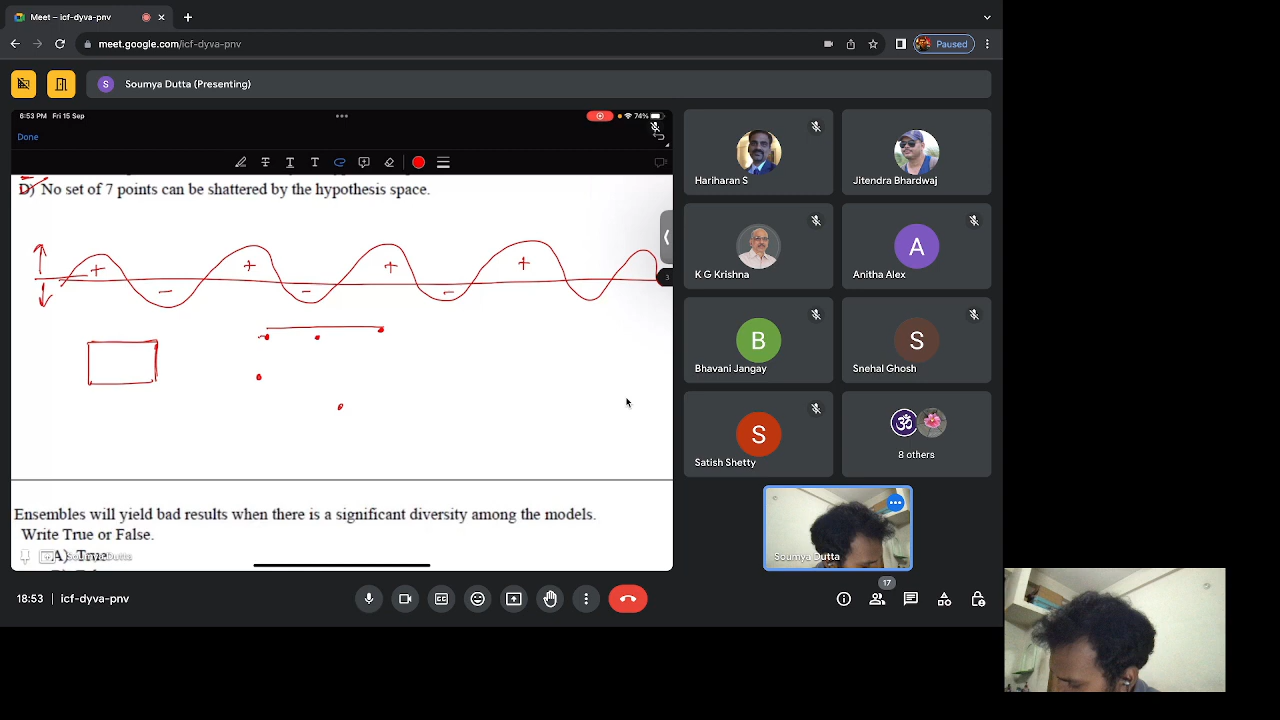 Meet – icf-dyva-pnv
meet.google.com/icf-dyva-pnv
Paused
S
Soumya Dutta (Presenting)
6:53 PM Fri 15 Sep
74%
Done
T T T
D) No set of 7 points can be shattered by the hypothesis space.
+ + + +
- - -
3
Ensembles will yield bad results when there is a significant diversity among the models.
Write True or False.
A) True
Soumya Dutta
Hariharan S
Jitendra Bhardwaj
K G Krishna
A
Anitha Alex
B
Bhavani Jangay
S
Snehal Ghosh
S
Satish Shetty
ॐ
8 others
Soumya Dutta
18:53 | icf-dyva-pnv
17